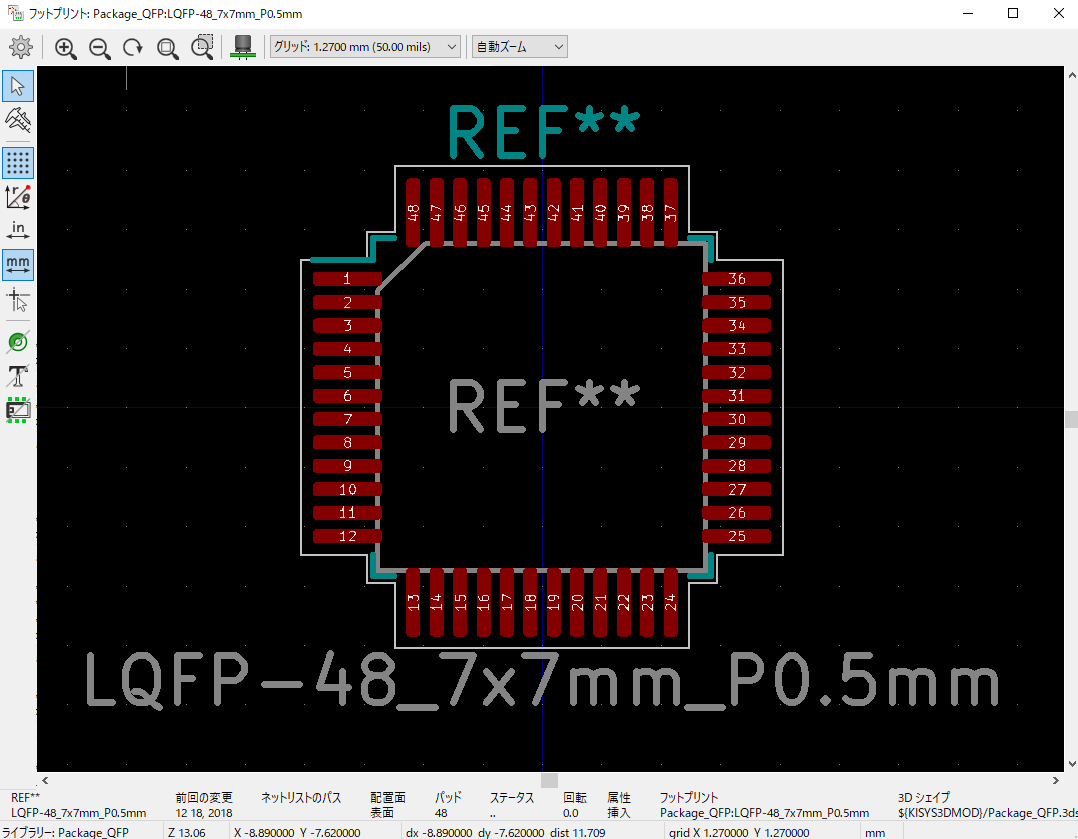 フットプリント: Package_QFP:LQFP-48_7x7mm_P0.5mm
グリッド: 1.2700 mm (50.00 mils)
自動ズーム
in
mm
REF**
48 47 46 45 44 43 42 41 40 39 38 37
1 36
2 35
3 34
4 33
5 32
6 31
REF**
7 30
8 29
9 28
10 27
11 26
12 25
13 14 15 16 17 18 19 20 21 22 23 24
LQFP-48_7x7mm_P0.5mm
REF** 前回の変更 ネットリストのパス 配置面 パッド ステータス 回転 属性 フットプリント 3D シェイプ
LQFP-48_7x7mm_P0.5mm 12 18, 2018 表面 48 .. 0.0 挿入 Package_QFP:LQFP-48_7x7mm_P0.5mm ${KISYS3DMOD}/Package_QFP.3ds
ライブラリー: Package_QFP Z 13.06 X -8.890000 Y -7.620000 dx -8.890000 dy -7.620000 dist 11.709 grid X 1.270000 Y 1.270000 mm